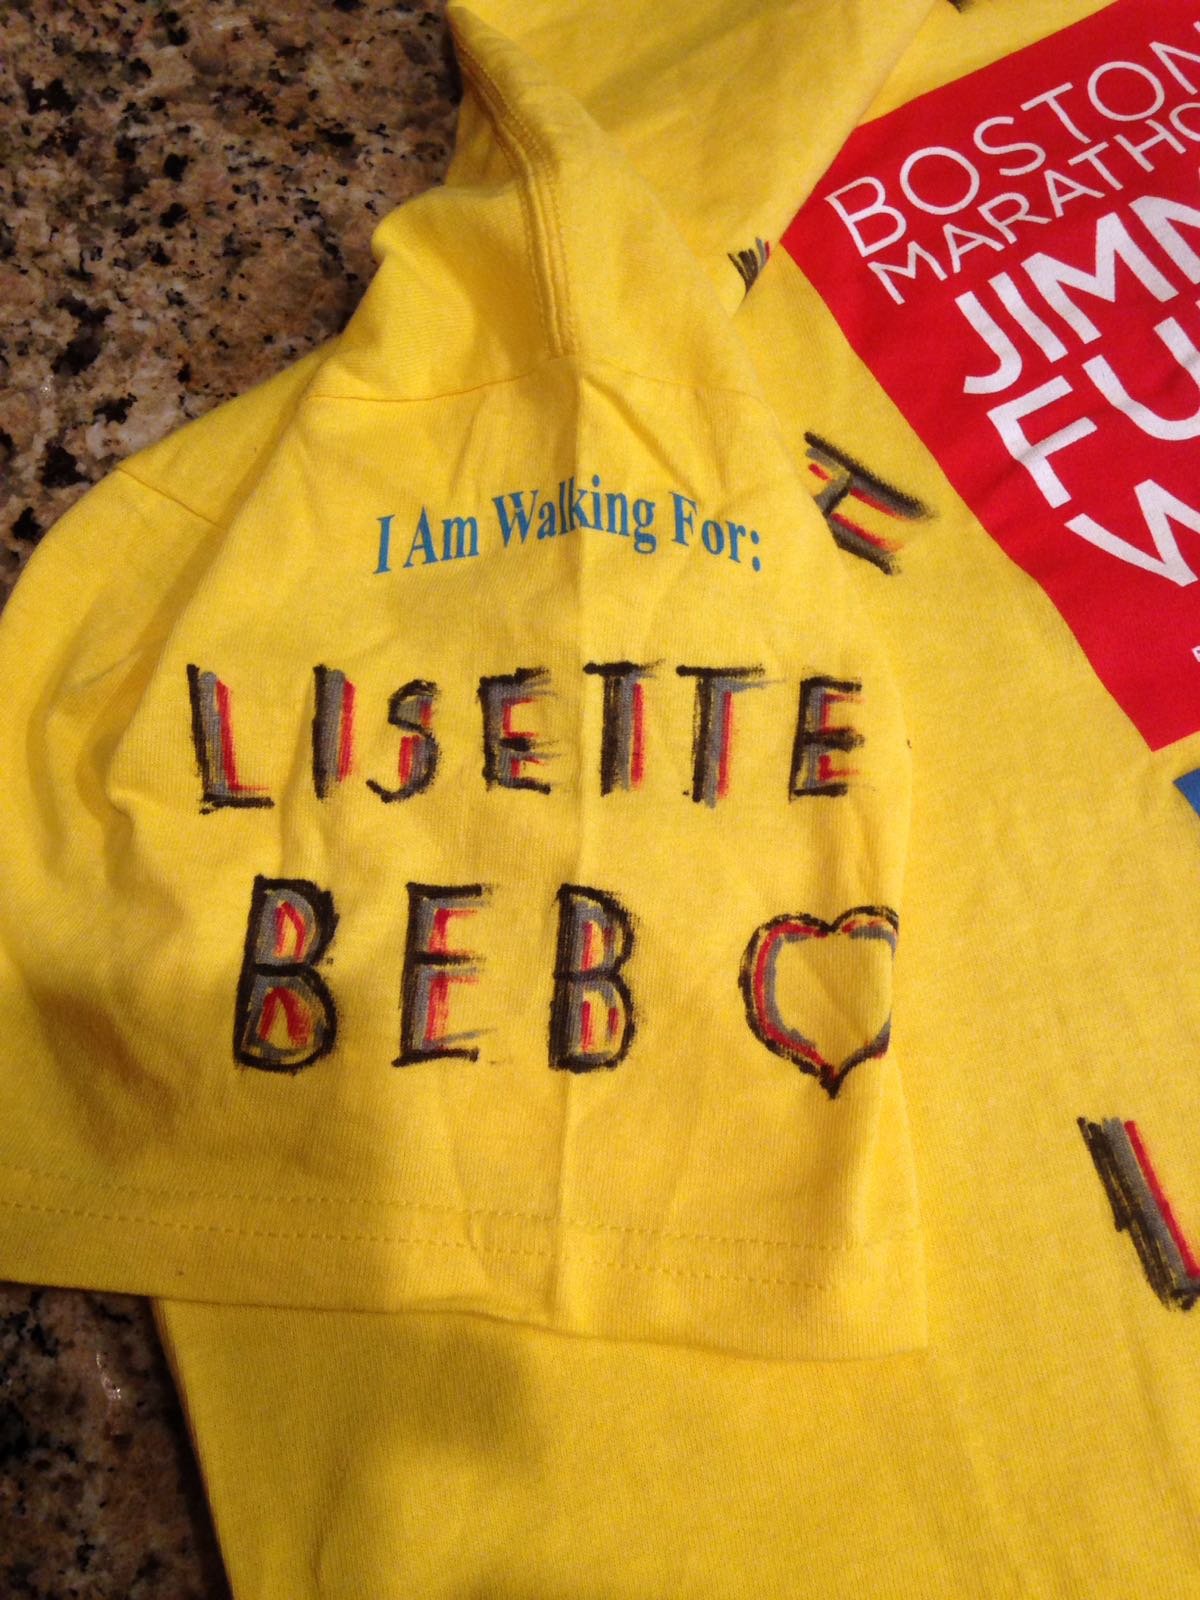 I Am Walking For:
LISETTE
BEB
BOSTON
MARATHO
JIM
FU
W